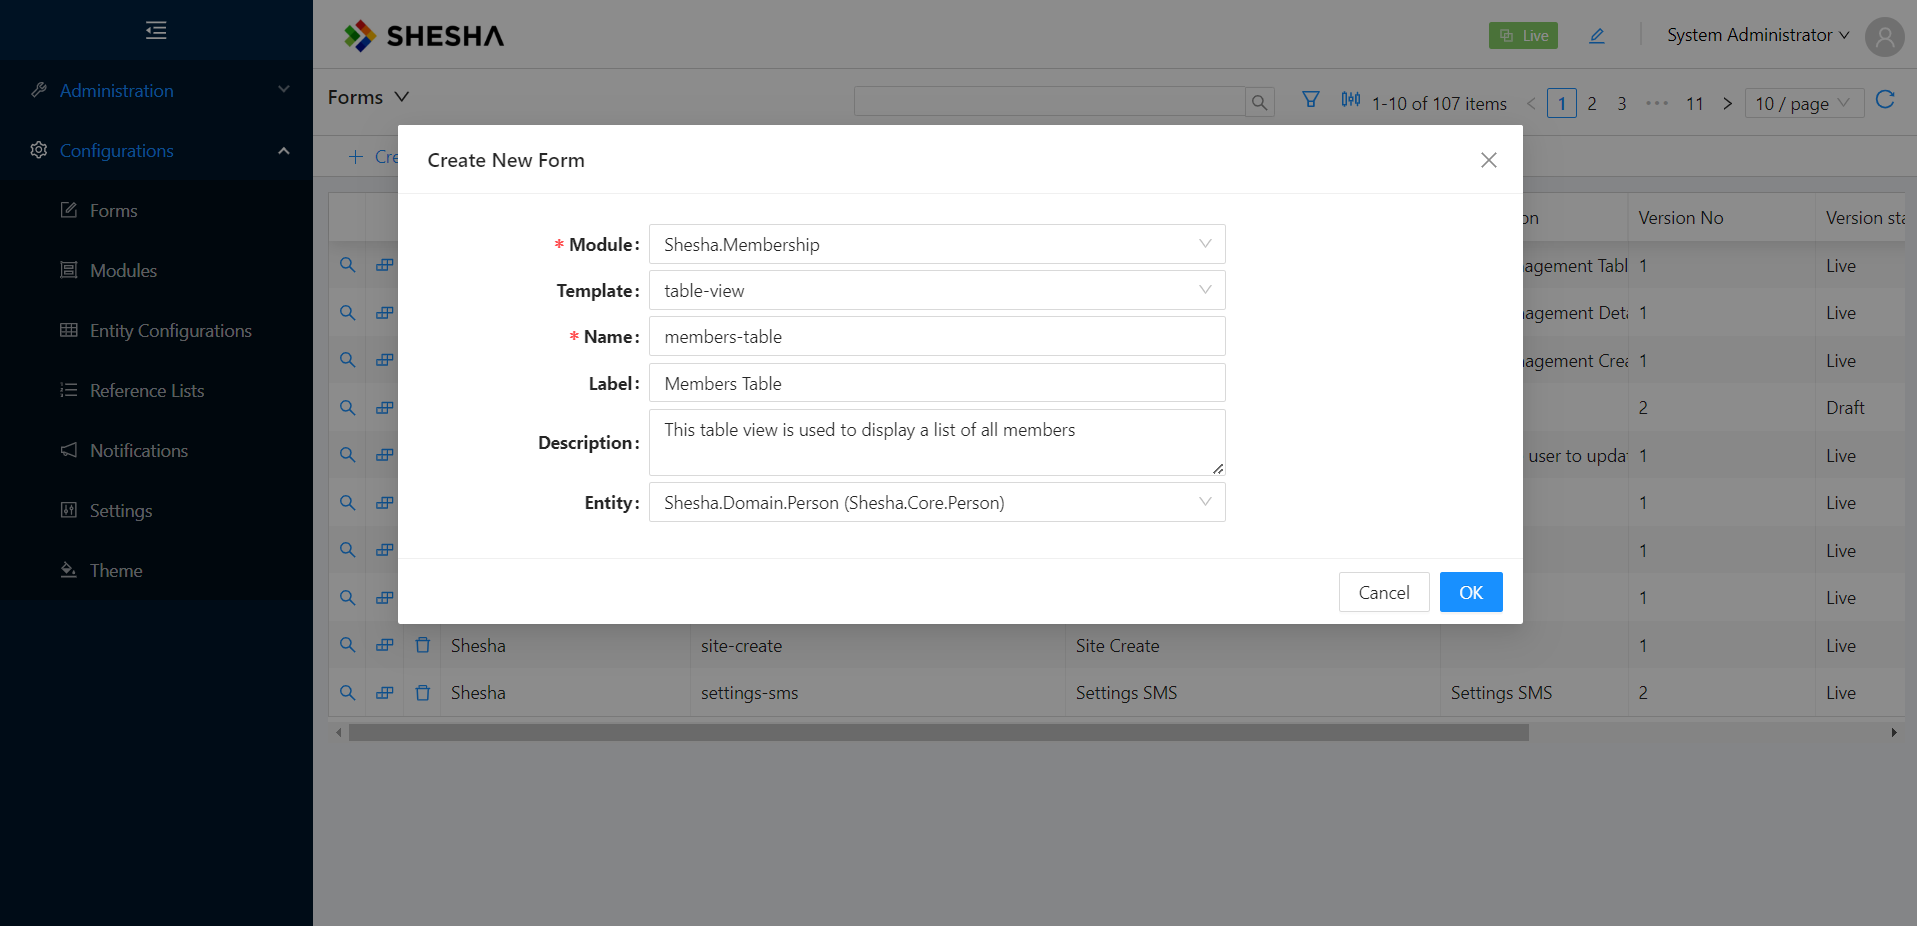 SHESHA
Live
System Administrator
Administration
Configurations
Forms
Modules
Entity Configurations
Reference Lists
Notifications
Settings
Theme
Forms
1-10 of 107 items
1
2
3
•••
11
10 / page
+ Cre
Create New Form
* Module:
Shesha.Membership
Template:
table-view
* Name:
members-table
Label:
Members Table
Description:
This table view is used to display a list of all members
Entity:
Shesha.Domain.Person (Shesha.Core.Person)
Cancel
OK
on Version No Version sta
agement Tabl 1 Live
agement Deta 1 Live
agement Crea 1 Live
2 Draft
user to updat 1 Live
1 Live
1 Live
1 Live
Shesha site-create Site Create 1 Live
Shesha settings-sms Settings SMS Settings SMS 2 Live